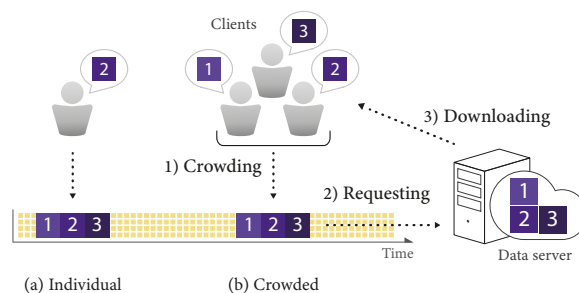 Clients
3
2
1
2
3) Downloading
1) Crowding
2) Requesting
1
2 3
1 2 3
1 2 3
Time
Data server
(a) Individual
(b) Crowded